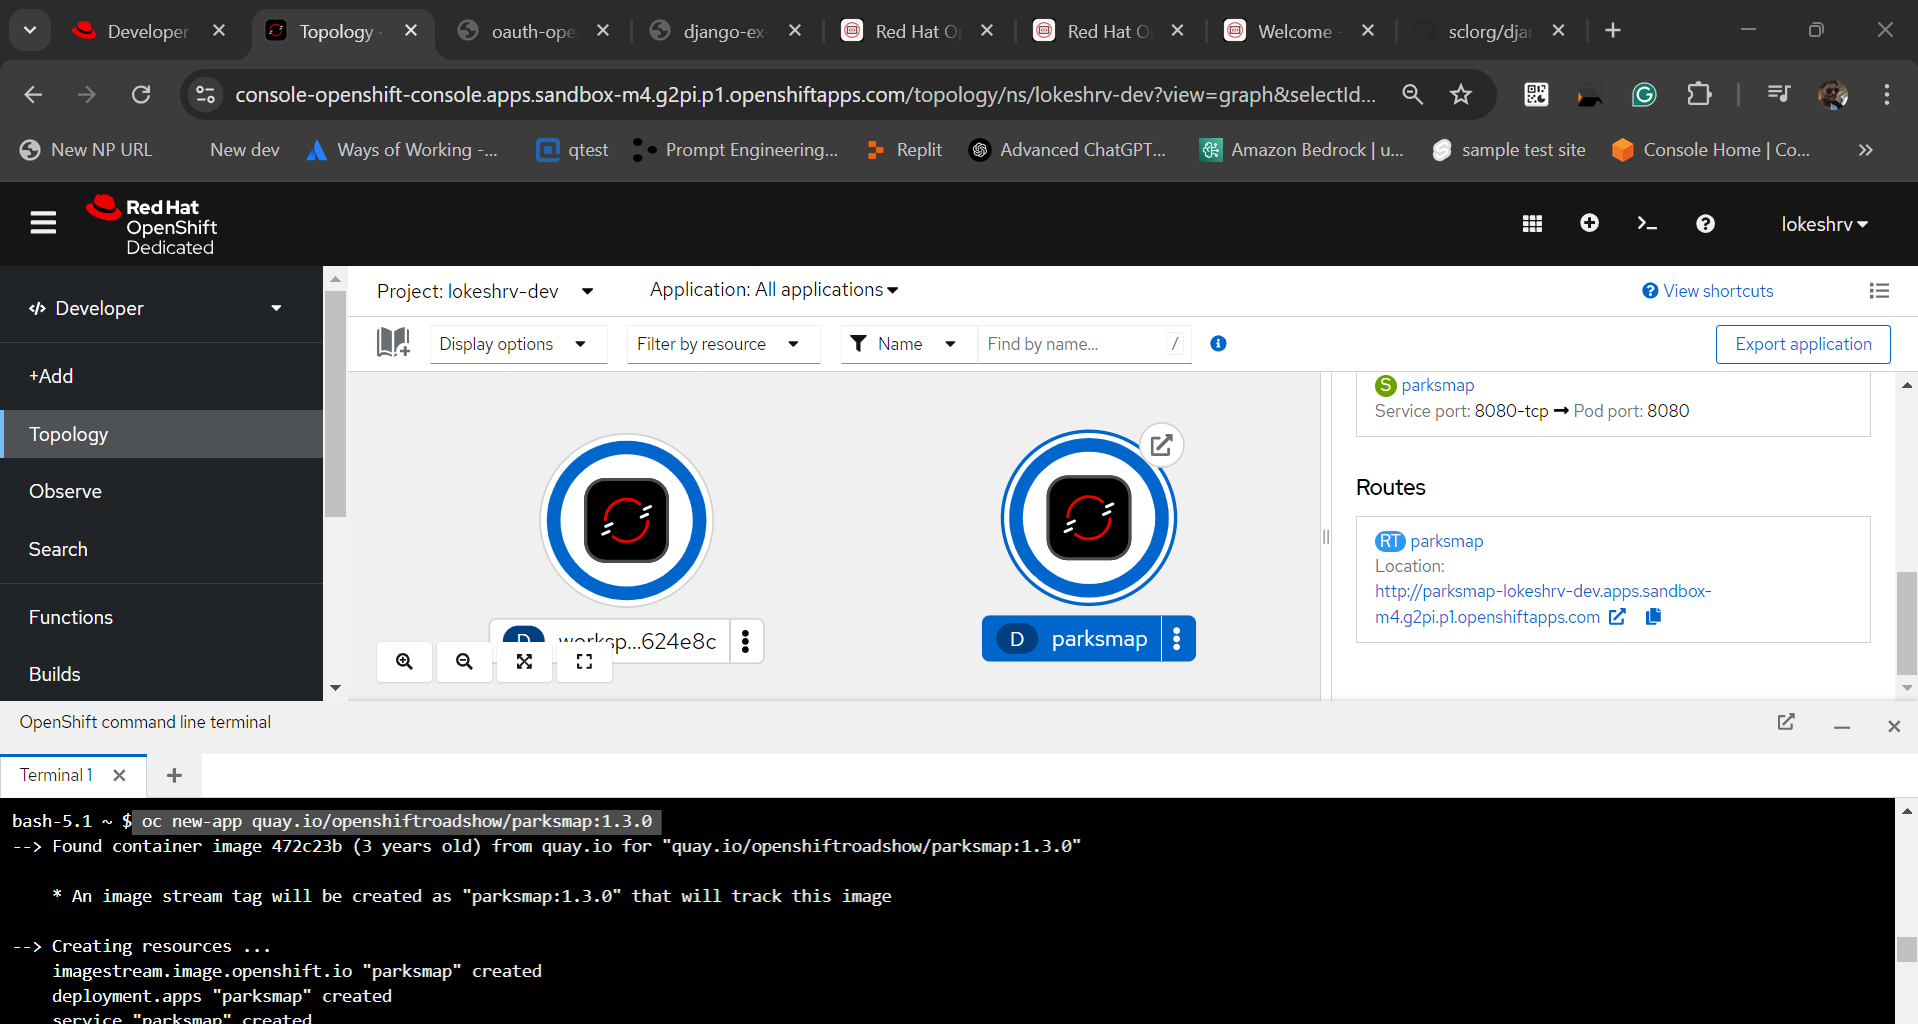 Developer
Topology
oauth-ope
django-ex-
Red Hat O
Red Hat O
Welcome
sclorg/djar
console-openshift-console.apps.sandbox-m4.g2pi.p1.openshiftapps.com/topology/ns/lokeshrv-dev?view=graph&selectId...
New NP URL
New dev
Ways of Working -...
qtest
Prompt Engineering...
Replit
Advanced ChatGPT...
Amazon Bedrock | u...
sample test site
Console Home | Co...
Red Hat
OpenShift
Dedicated
lokeshrv
Developer
+Add
Topology
Observe
Search
Functions
Builds
Project: lokeshrv-dev
Application: All applications
View shortcuts
Display options
Filter by resource
Name
Find by name...
/
Export application
S parksmap
Service port: 8080-tcp → Pod port: 8080
Routes
RT parksmap
Location:
http://parksmap-lokeshrv-dev.apps.sandbox-
m4.g2pi.p1.openshiftapps.com
D worksp...624e8c
D parksmap
OpenShift command line terminal
Terminal 1
bash-5.1 ~ $ oc new-app quay.io/openshiftroadshow/parksmap:1.3.0
--> Found container image 472c23b (3 years old) from quay.io for "quay.io/openshiftroadshow/parksmap:1.3.0"
* An image stream tag will be created as "parksmap:1.3.0" that will track this image
--> Creating resources ...
imagestream.image.openshift.io "parksmap" created
deployment.apps "parksmap" created
service "parksmap" created